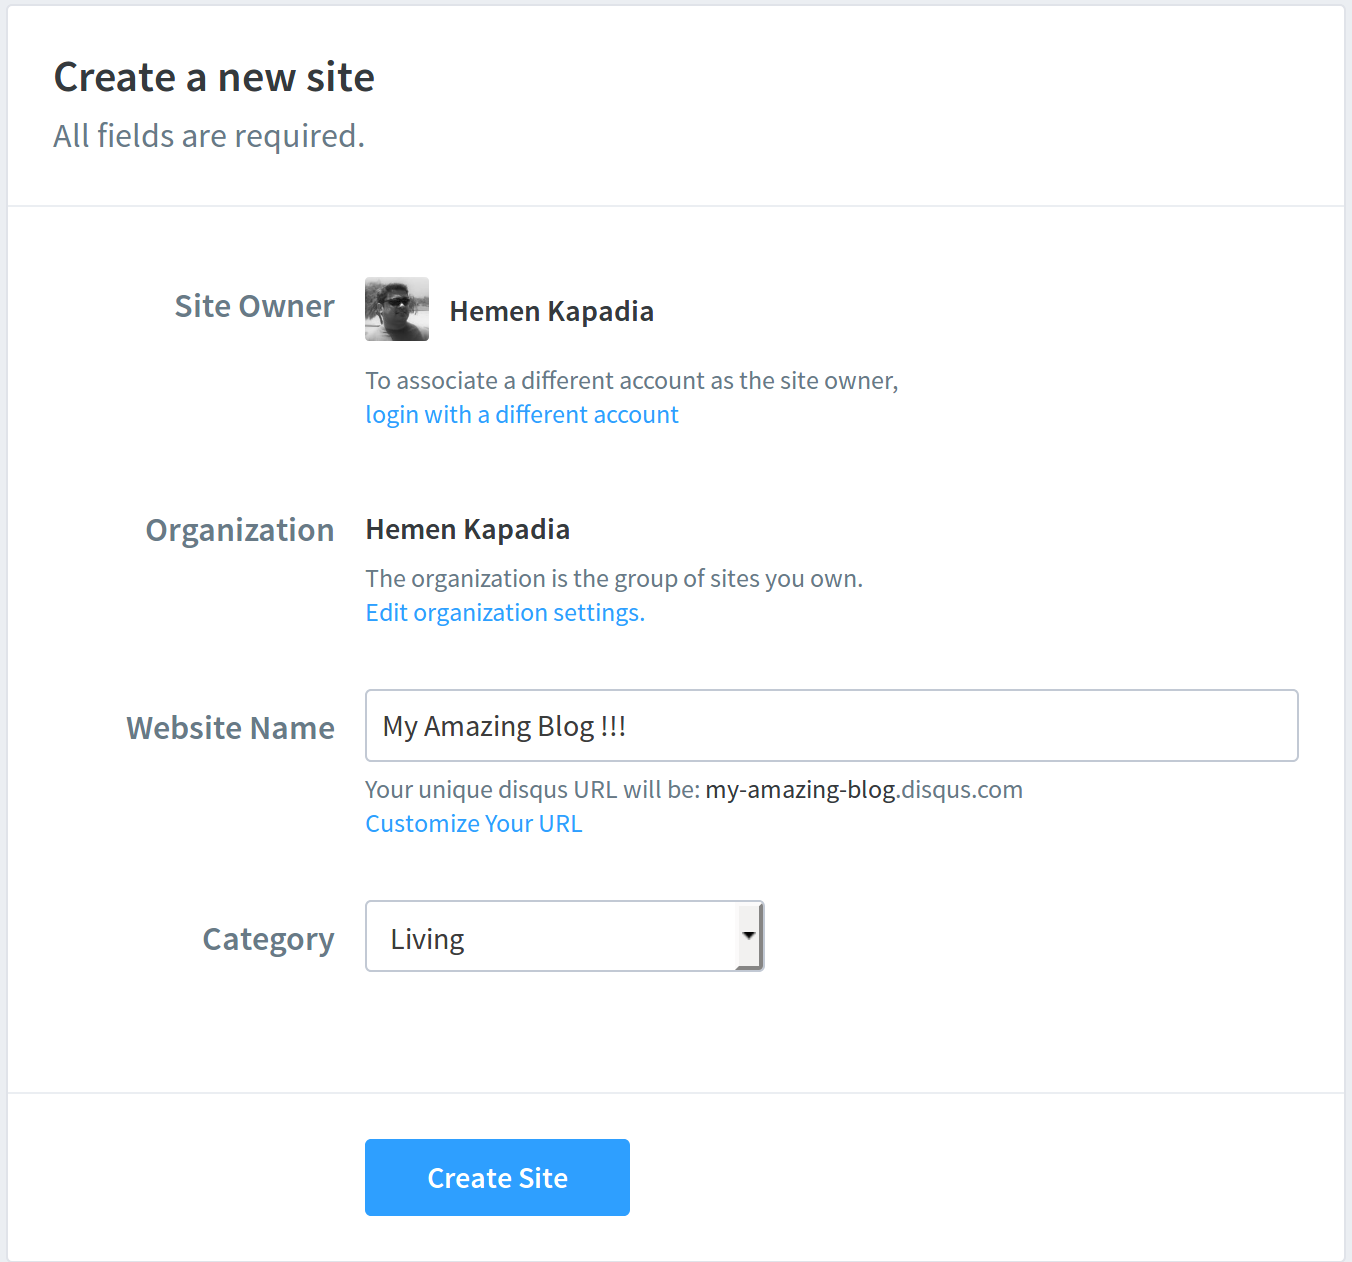 Create a new site
All fields are required.
Site Owner
Hemen Kapadia
To associate a different account as the site owner,
login with a different account
Organization
Hemen Kapadia
The organization is the group of sites you own.
Edit organization settings.
Website Name
My Amazing Blog !!!
Your unique disqus URL will be: my-amazing-blog.disqus.com
Customize Your URL
Category
Living
Create Site